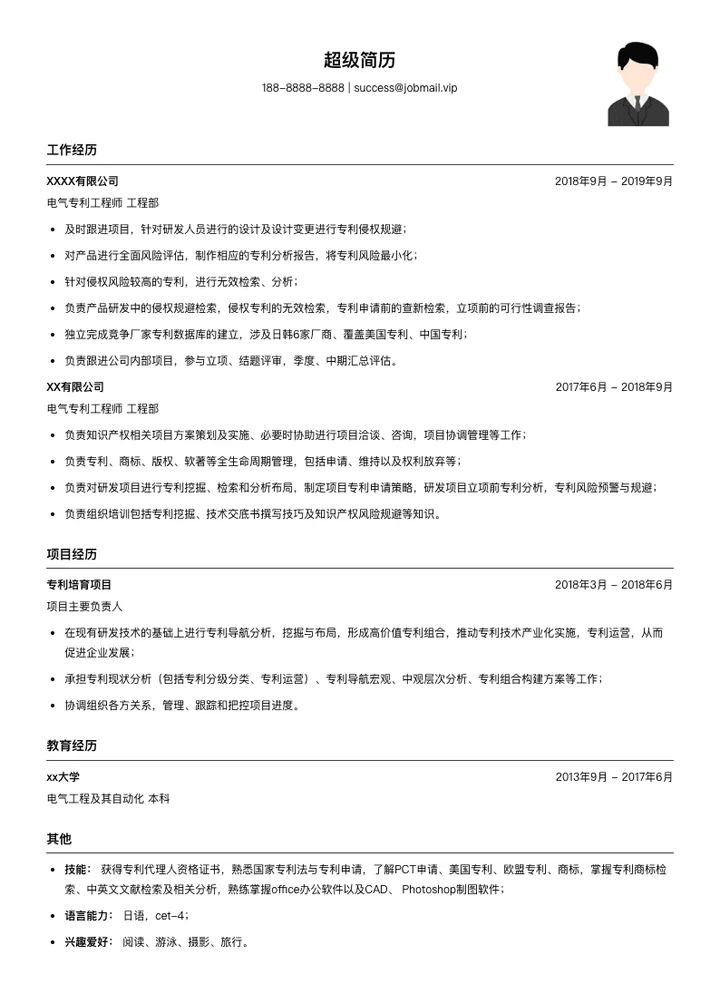 超级简历
188-8888-8888 | success@jobmail.vip
工作经历
XXXX有限公司 2018年9月 – 2019年9月
电气专利工程师 工程部
• 及时跟进项目，针对研发人员进行的设计及设计变更进行专利侵权规避；
• 对产品进行全面风险评估，制作相应的专利分析报告，将专利风险最小化；
• 针对侵权风险较高的专利，进行无效检索、分析；
• 负责产品研发中的侵权规避检索，侵权专利的无效检索，专利申请前的查新检索，立项前的可行性调查报告；
• 独立完成竞争厂家专利数据库的建立，涉及日韩6家厂商、覆盖美国专利、中国专利；
• 负责跟进公司内部项目，参与立项、结题评审，季度、中期汇总评估。
XX有限公司 2017年6月 – 2018年9月
电气专利工程师 工程部
• 负责知识产权相关项目方案策划及实施、必要时协助进行项目洽谈、咨询，项目协调管理等工作；
• 负责专利、商标、版权、软著等全生命周期管理，包括申请、维持以及权利放弃等；
• 负责对研发项目进行专利挖掘、检索和分析布局，制定项目专利申请策略，研发项目立项前专利分析，专利风险预警与规避；
• 负责组织培训包括专利挖掘、技术交底书撰写技巧及知识产权风险规避等知识。
项目经历
专利培育项目 2018年3月 – 2018年6月
项目主要负责人
• 在现有研发技术的基础上进行专利导航分析，挖掘与布局，形成高价值专利组合，推动专利技术产业化实施，专利运营，从而
促进企业发展；
• 承担专利现状分析（包括专利分级分类、专利运营）、专利导航宏观、中观层次分析、专利组合构建方案等工作；
• 协调组织各方关系，管理、跟踪和把控项目进度。
教育经历
xx大学 2013年9月 – 2017年6月
电气工程及其自动化 本科
其他
• 技能： 获得专利代理人资格证书，熟悉国家专利法与专利申请，了解PCT申请、美国专利、欧盟专利、商标，掌握专利商标检
索、中英文文献检索及相关分析，熟练掌握office办公软件以及CAD、 Photoshop制图软件；
• 语言能力： 日语，cet-4；
• 兴趣爱好： 阅读、游泳、摄影、旅行。